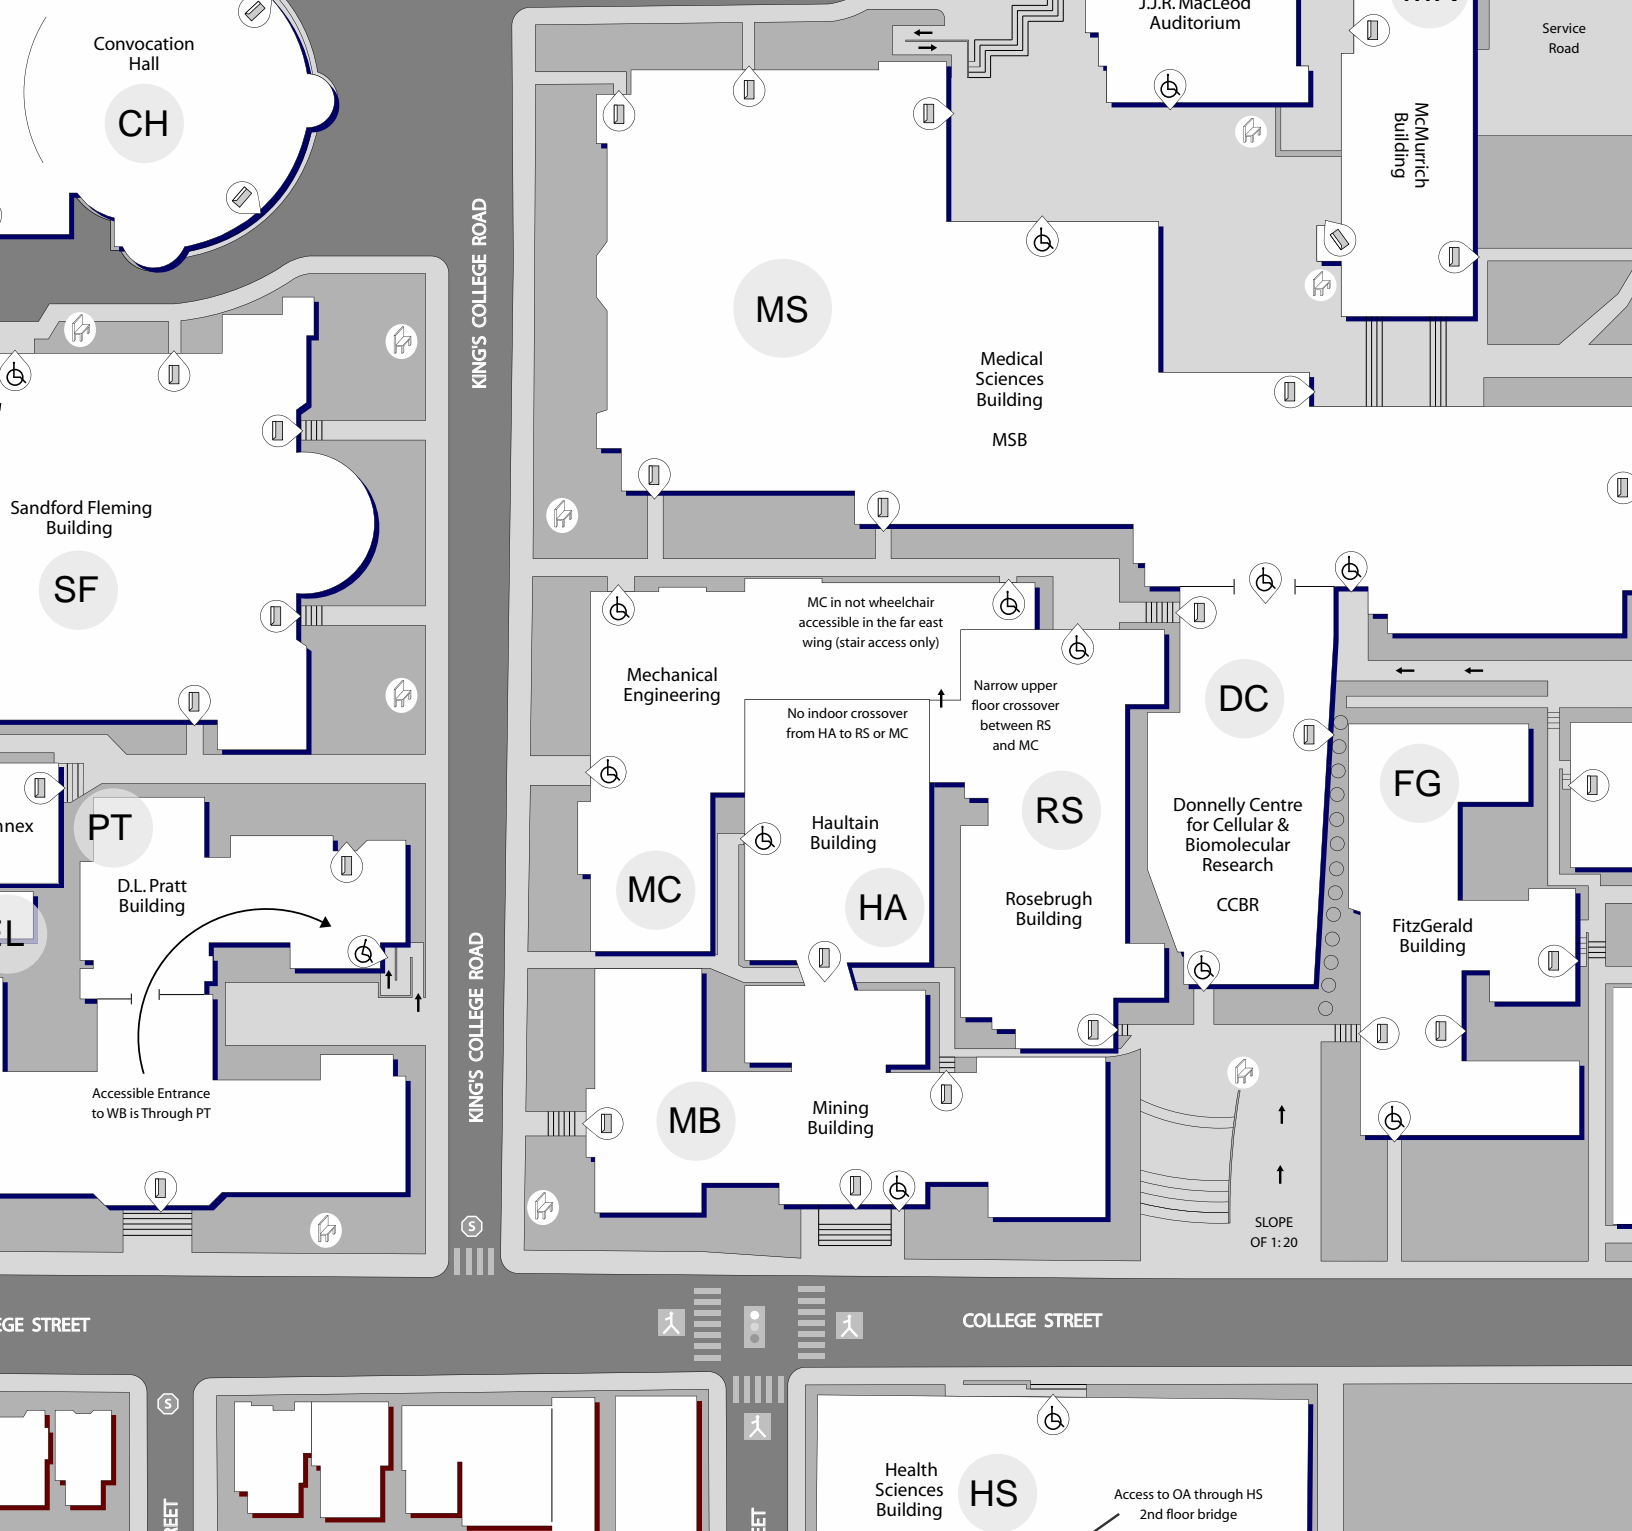 Convocation
Hall
CH
J.J.R. MacLeod
Auditorium
Service
Road
McMurrich
Building
KING'S COLLEGE ROAD
MS
Medical
Sciences
Building
MSB
Sandford Fleming
Building
SF
MC in not wheelchair
accessible in the far east
wing (stair access only)
Mechanical
Engineering
No indoor crossover
from HA to RS or MC
Narrow upper
floor crossover
between RS
and MC
DC
FG
RS
Donnelly Centre
for Cellular &
Biomolecular
Research
CCBR
PT
D.L. Pratt
Building
Haultain
Building
MC
HA
Rosebrugh
Building
FitzGerald
Building
KING'S COLLEGE ROAD
Accessible Entrance
to WB is Through PT
MB
Mining
Building
S
SLOPE
OF 1: 20
STREET
COLLEGE STREET
S
Health
Sciences
Building
HS
Access to OA through HS
2nd floor bridge